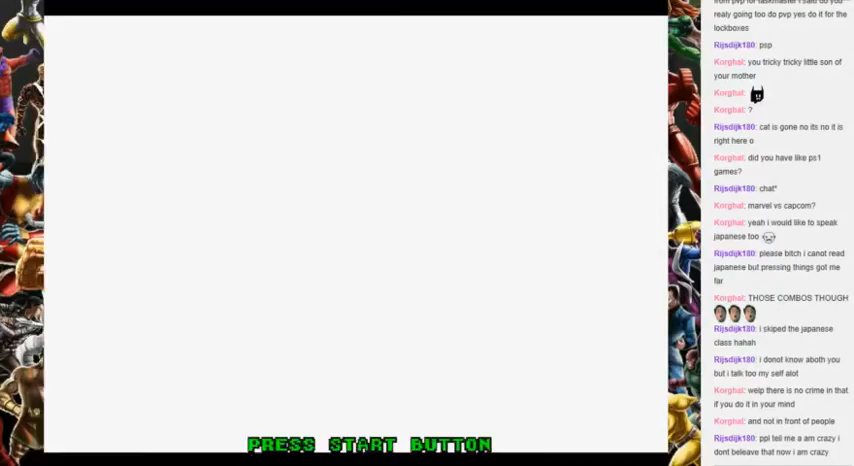 from pvp for taskmaster i said do you
realy going too do pvp yes do it for the
lockboxes
Rijsdijk180: psp
Korghal: you tricky tricky little son of
your mother
Korghal:
Korghal: ?
Rijsdijk180: cat is gone no its no it is
right here o
Korghal: did you have like ps1
games?
Rijsdijk180: chat*
Korghal: marvel vs capcom?
Korghal: yeah i would like to speak
japanese too
Rijsdijk180: please bitch i canot read
japanese but pressing things got me
far
Korghal: THOSE COMBOS THOUGH
Rijsdijk180: i skiped the japanese
class hahah
Rijsdijk180: i donot know aboth you
but i talk too my self alot
Korghal: welp there is no crime in that
if you do it in your mind
Korghal: and not in front of people
Rijsdijk180: ppl tell me a am crazy i
dont beleave that now i am crazy
PRESS START BUTTON